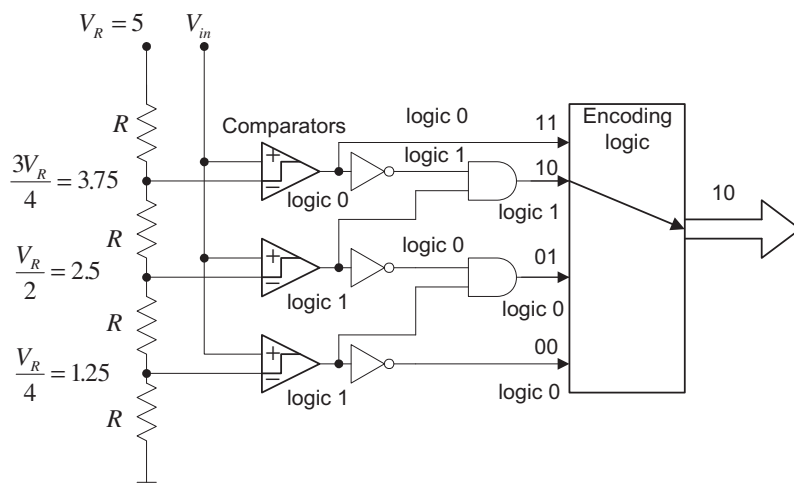 V_R = 5
V_in
R
Comparators
logic 0
11
Encoding
logic
3V_R/4 = 3.75
+
−
logic 0
logic 1
10
logic 1
10
R
V_R/2 = 2.5
+
−
logic 1
logic 0
01
logic 0
R
V_R/4 = 1.25
+
−
logic 1
00
logic 0
R